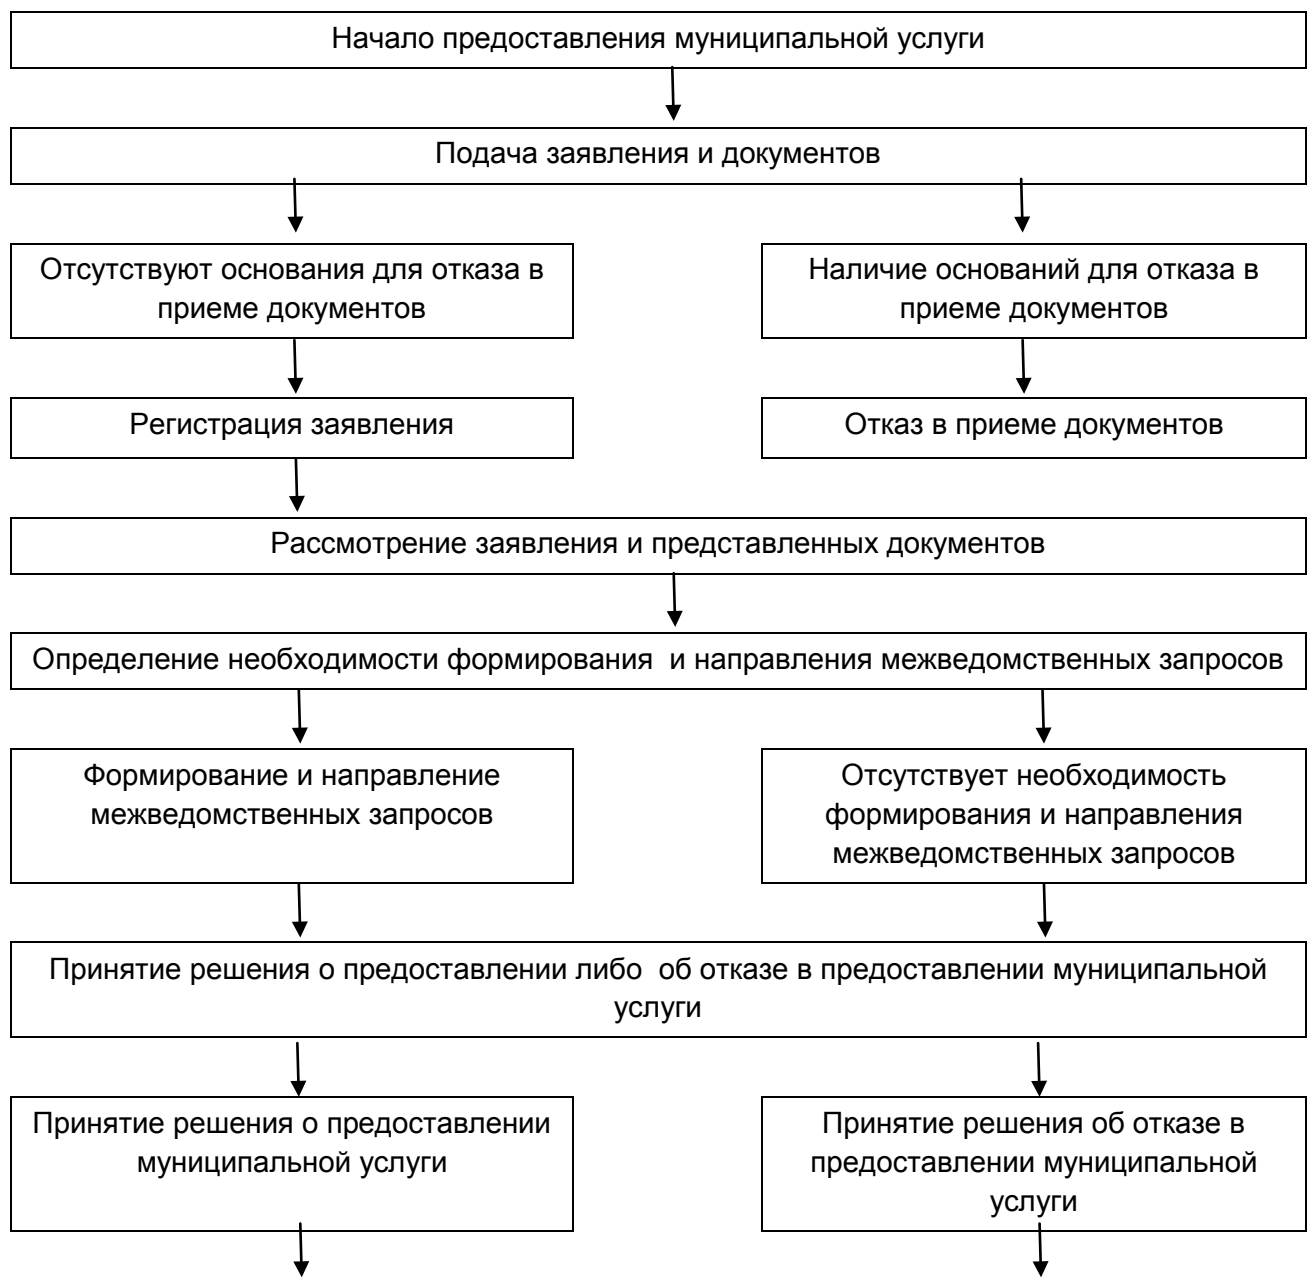 Начало предоставления муниципальной услуги
Подача заявления и документов
Отсутствуют основания для отказа в
приеме документов
Наличие оснований для отказа в
приеме документов
Регистрация заявления
Отказ в приеме документов
Рассмотрение заявления и представленных документов
Определение необходимости формирования  и направления межведомственных запросов
Формирование и направление
межведомственных запросов
Отсутствует необходимость
формирования и направления
межведомственных запросов
Принятие решения о предоставлении либо  об отказе в предоставлении муниципальной
услуги
Принятие решения о предоставлении
муниципальной услуги
Принятие решения об отказе в
предоставлении муниципальной
услуги